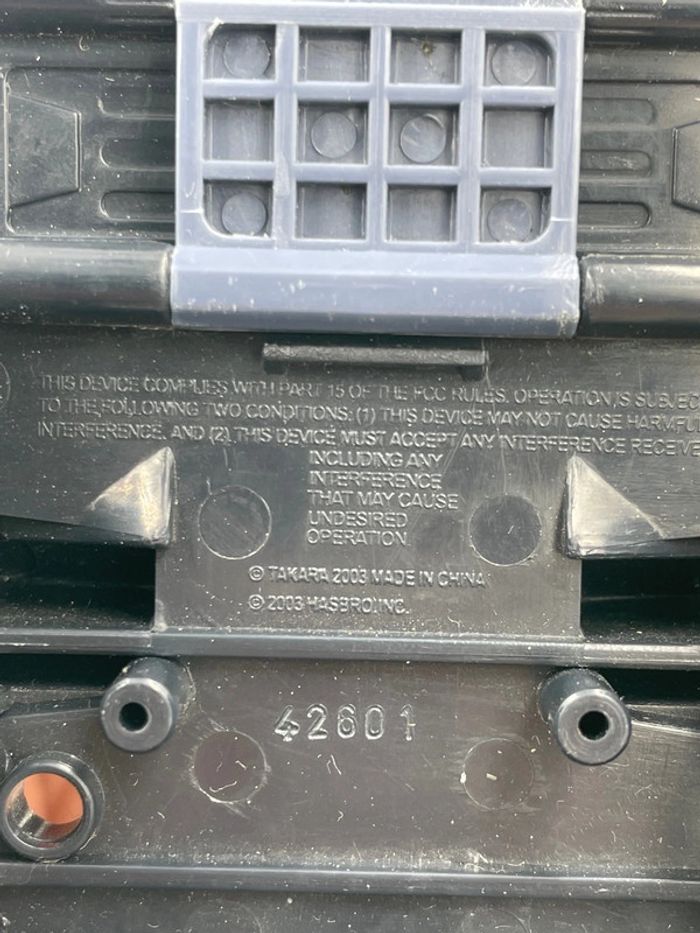 THIS DEVICE COMPLIES WITH PART 15 OF THE FCC RULES. OPERATION IS SUBJEC
TO THE FOLLOWING TWO CONDITIONS: (1) THIS DEVICE MAY NOT CAUSE HARMFUL
INTERFERENCE. AND (2) THIS DEVICE MUST ACCEPT ANY INTERFERENCE RECEIVE
INCLUDING ANY
INTERFERENCE
THAT MAY CAUSE
UNDESIRED
OPERATION.
© TAKARA 2003 MADE IN CHINA
© 2003 HASBRO, INC.
42601